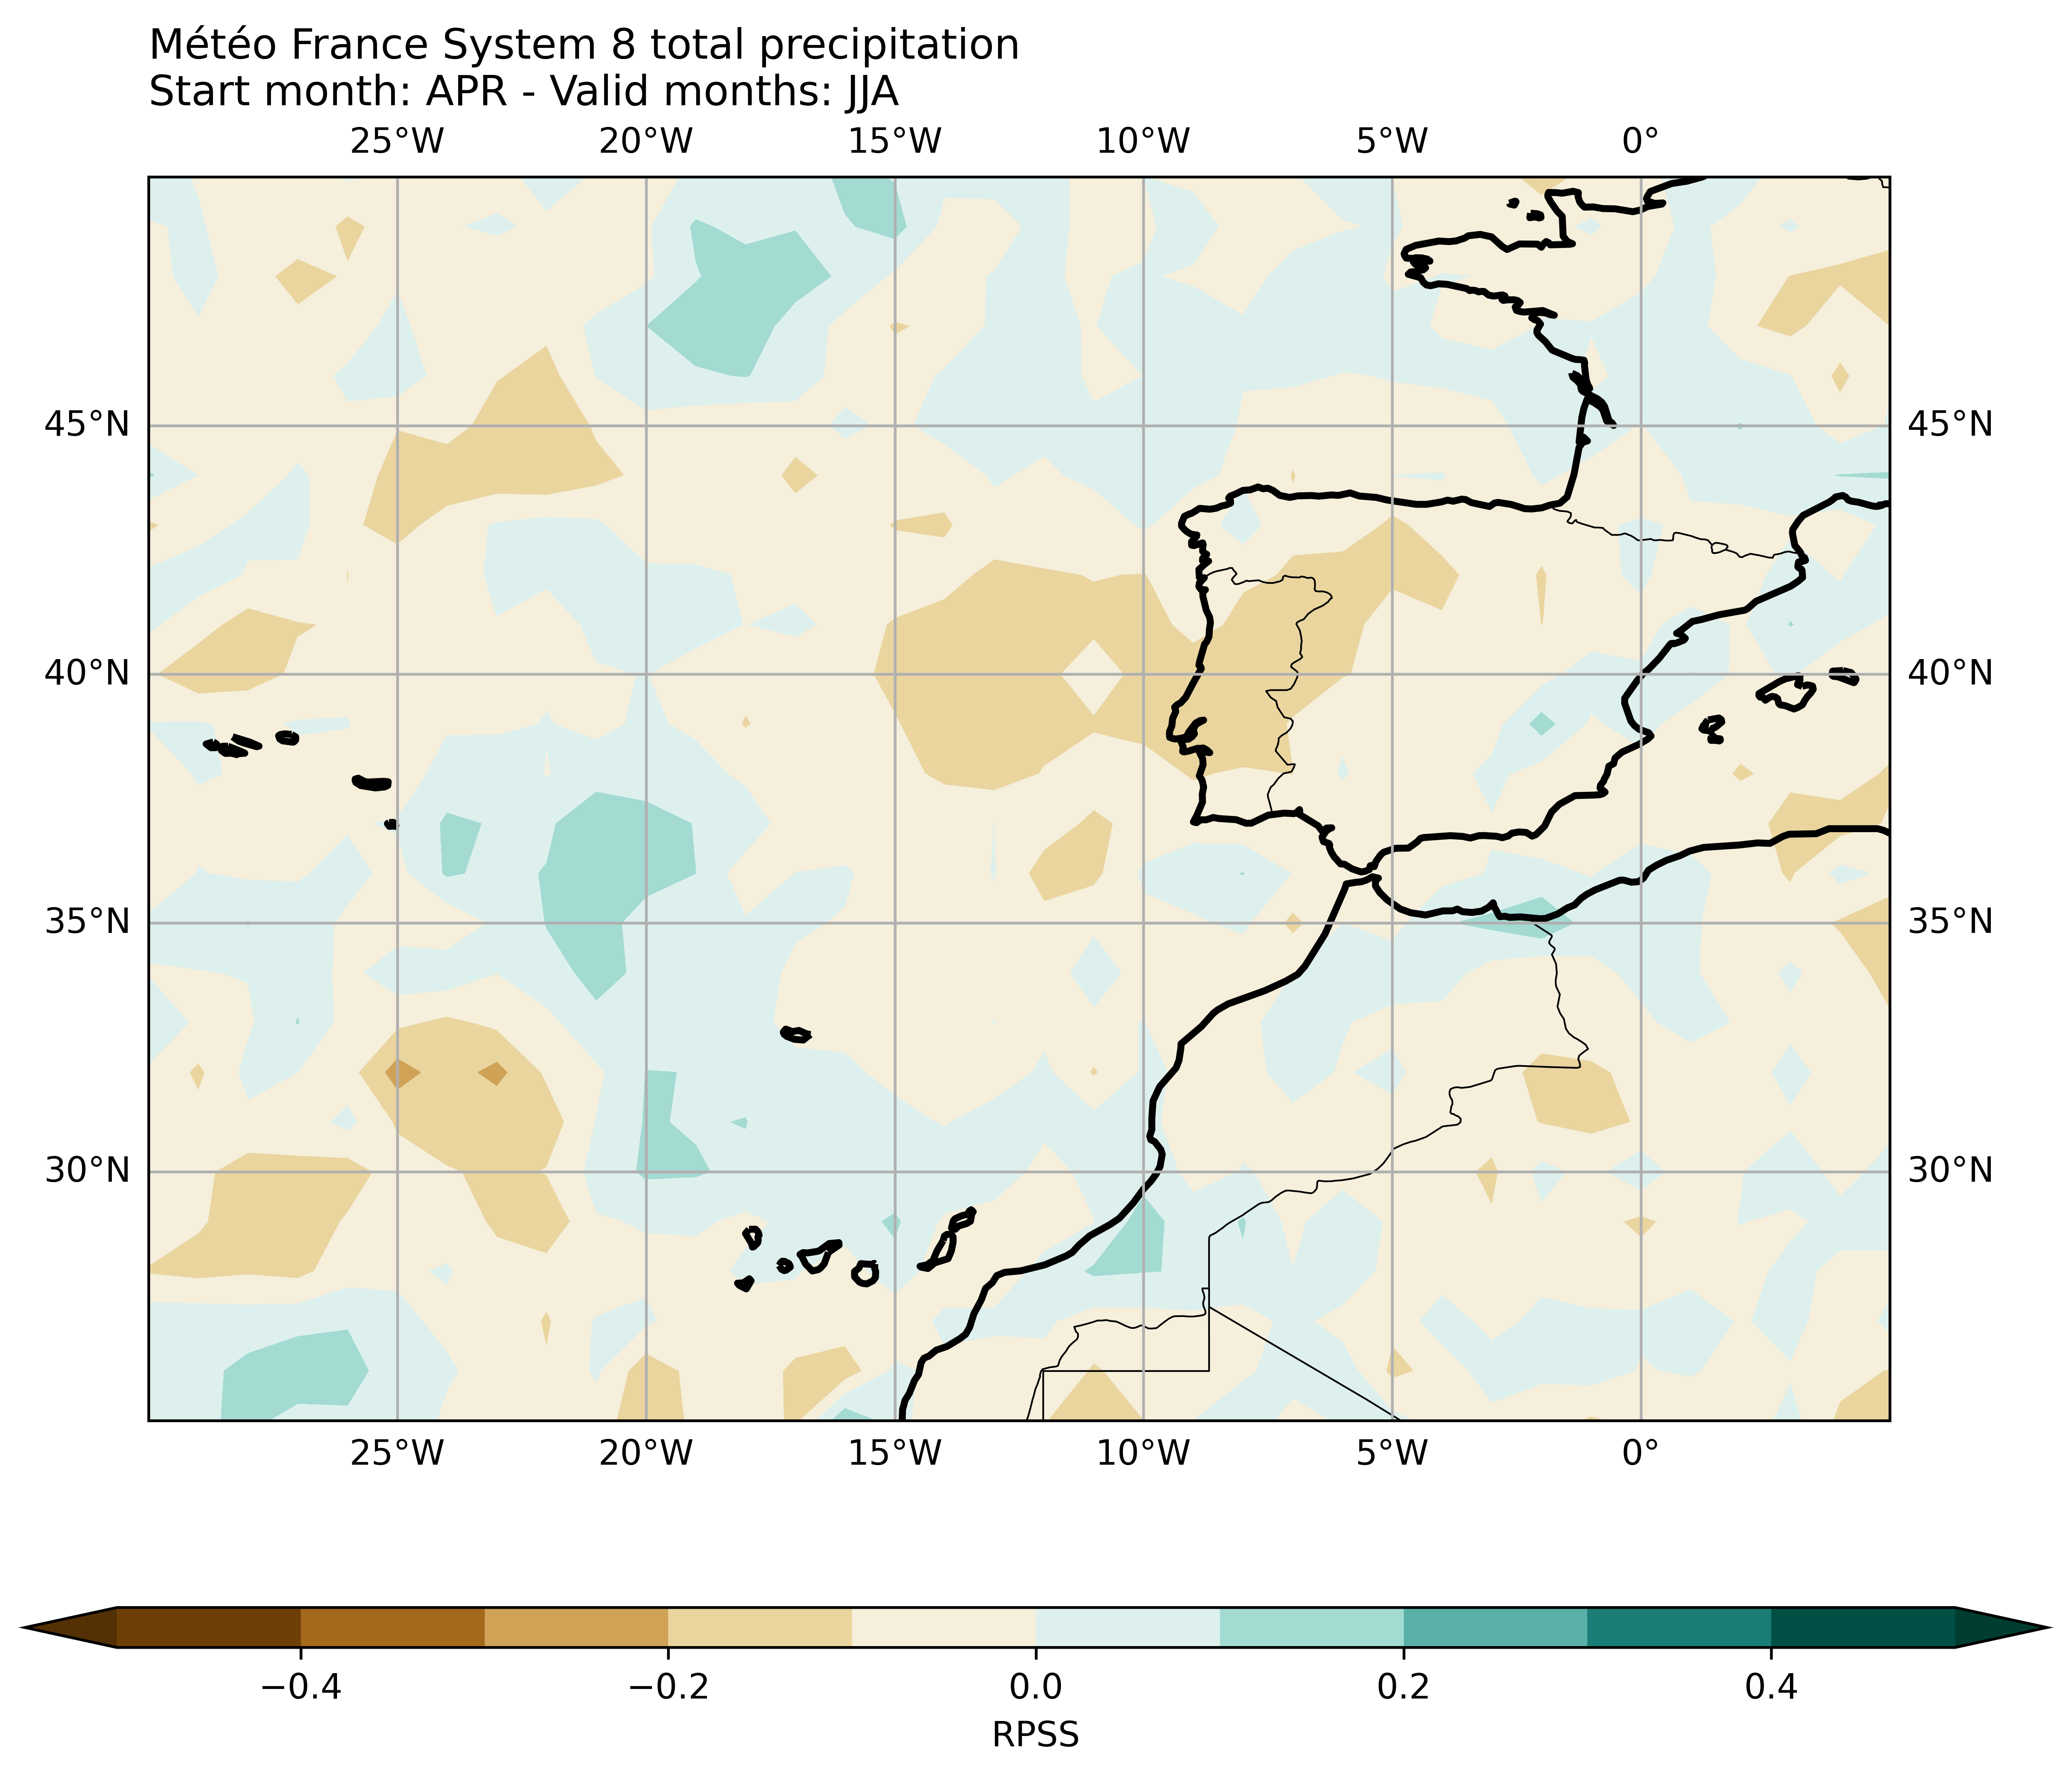 Météo France System 8 total precipitation
Start month: APR - Valid months: JJA
25°W 20°W 15°W 10°W 5°W 0°
45°N 45°N
40°N 40°N
35°N 35°N
30°N 30°N
25°W 20°W 15°W 10°W 5°W 0°
−0.4 −0.2 0.0 0.2 0.4
RPSS